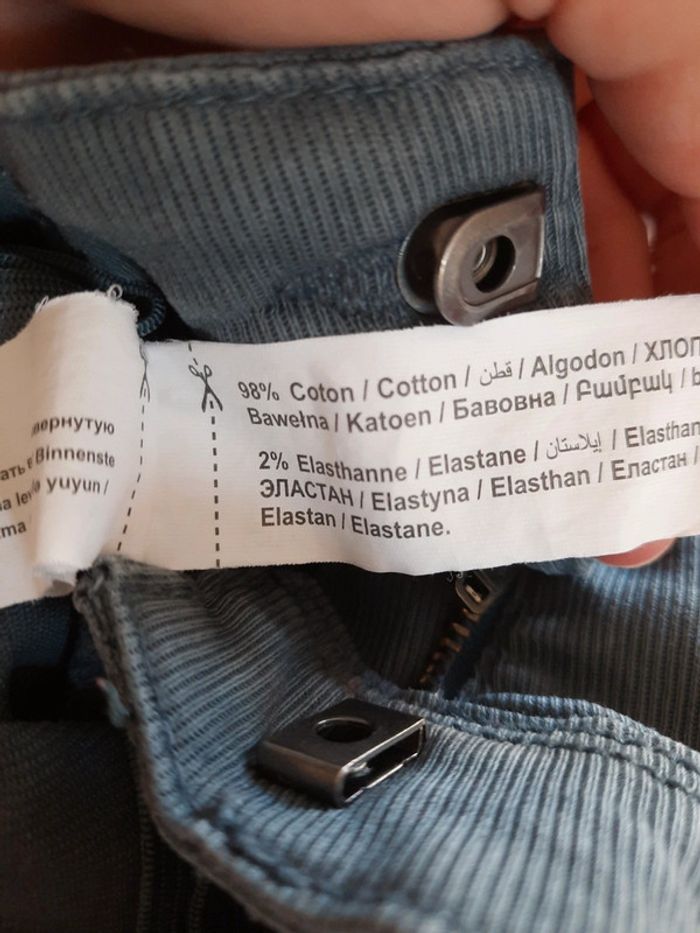 98% Coton / Cotton / قطن / Algodon / ХЛОП
Bawełna / Katoen / Бавовна / Բամբակ / b
2% Elasthanne / Elastane / إيلاستان / Elasthan
ЭЛАСТАН / Elastyna / Elasthan / Еластан /
Elastan / Elastane.
вернутую
ать в Binnenste
yuyun /
ma